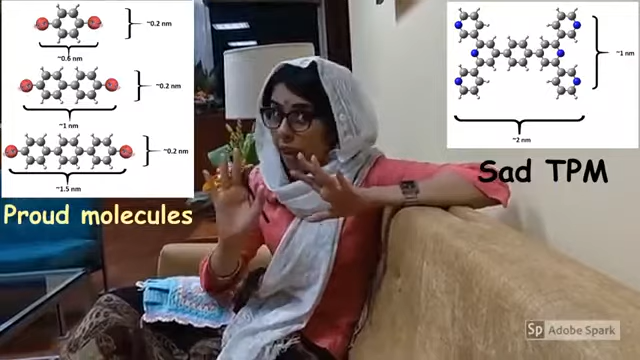 ~0.2 nm
~0.6 nm
~0.2 nm
~1 nm
~0.2 nm
~1.5 nm
Proud molecules
~1 nm
~2 nm
Sad TPM
Sp Adobe Spark